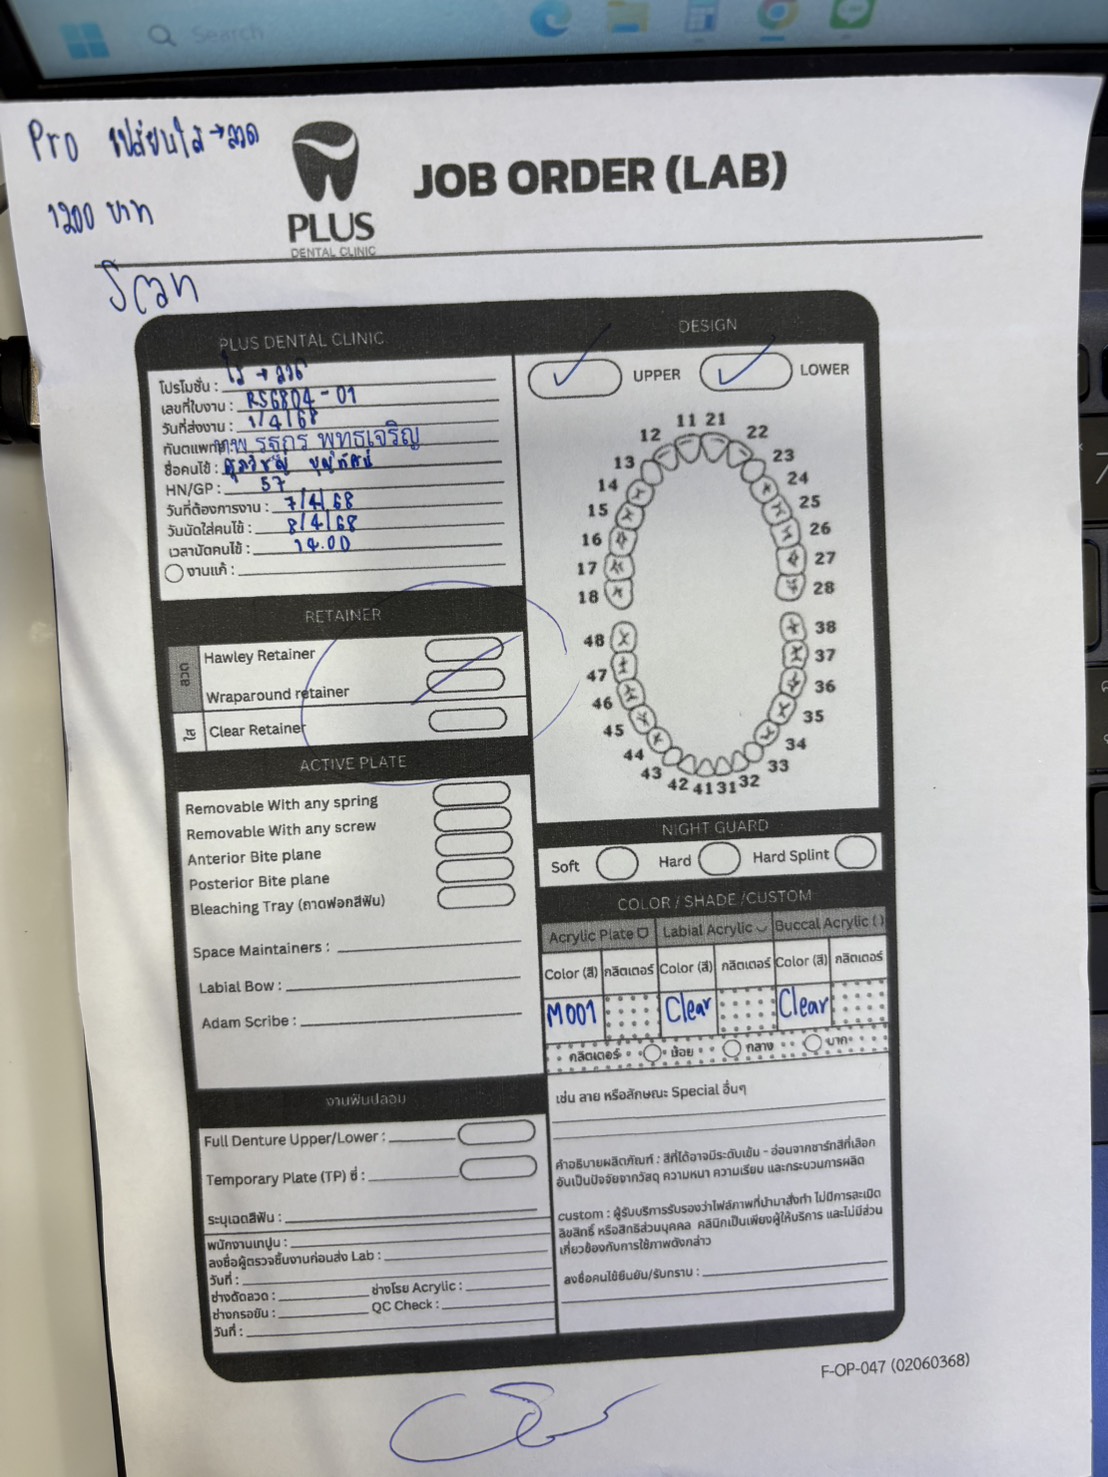 Search
Pro เปลี่ยนใส → ลวด
1200 บาท
Scan
PLUS
DENTAL CLINIC
JOB ORDER (LAB)
PLUS DENTAL CLINIC
โปรโมชั่น : ใส → ลวด
เลขที่ใบงาน : RS6804-01
วันที่ส่งงาน : 1/4/68
ทันตแพทย์ ทพ รฐกร พุทธเจริญ
ชื่อคนไข้ :
HN/GP : 57
วันที่ต้องการงาน : 7/4/68
วันนัดใส่คนไข้ : 8/4/68
เวลานัดคนไข้ : 14.00
งานแก้ :
DESIGN
UPPER LOWER
11 21
12 22
13 23
14 24
15 25
16 26
17 27
18 28
48 38
47 37
46 36
45 35
44 34
43 33
42 41 31 32
RETAINER
ลวด
Hawley Retainer
Wraparound retainer
ใส
Clear Retainer
ACTIVE PLATE
Removable With any spring
Removable With any screw
Anterior Bite plane
Posterior Bite plane
Bleaching Tray (ถาดฟอกสีฟัน)
Space Maintainers :
Labial Bow :
Adam Scribe :
NIGHT GUARD
Soft Hard Hard Splint
COLOR / SHADE /CUSTOM
Acrylic Plate Labial Acrylic Buccal Acrylic ( )
Color (สี) กลิตเตอร์ Color (สี) กลิตเตอร์ Color (สี) กลิตเตอร์
M001 Clear Clear
กลิตเตอร์ น้อย กลาง มาก
เช่น ลาย หรือลักษณะ Special อื่นๆ
คำอธิบายผลิตภัณฑ์ : สีที่ได้อาจมีระดับเข้ม - อ่อนจากชาร์ทสีที่เลือก
อันเป็นปัจจัยจากวัสดุ ความหนา ความเรียบ และกระบวนการผลิต
custom : ผู้รับบริการรับรองว่าไฟล์ภาพที่นำมาสั่งทำ ไม่มีการละเมิด
ลิขสิทธิ์ หรือสิทธิส่วนบุคคล คลินิกเป็นเพียงผู้ให้บริการ และไม่มีส่วน
เกี่ยวข้องกับการใช้ภาพดังกล่าว
ลงชื่อคนไข้ยืนยัน/รับทราบ :
งานฟันปลอม
Full Denture Upper/Lower :
Temporary Plate (TP) ซี่ :
ระบุเฉดสีฟัน :
พนักงานเทปูน :
ลงชื่อผู้ตรวจชิ้นงานก่อนส่ง Lab :
วันที่ :
ช่างดัดลวด : ช่างโรย Acrylic :
ช่างกรอขัน : QC Check :
วันที่ :
F-OP-047 (02060368)